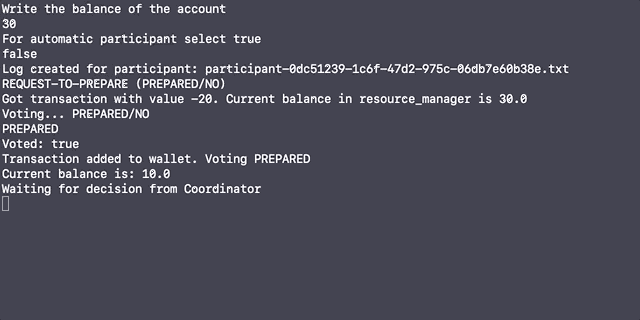 Write the balance of the account
30
For automatic participant select true
false
Log created for participant: participant-0dc51239-1c6f-47d2-975c-06db7e60b38e.txt
REQUEST-TO-PREPARE (PREPARED/NO)
Got transaction with value -20. Current balance in resource_manager is 30.0
Voting... PREPARED/NO
PREPARED
Voted: true
Transaction added to wallet. Voting PREPARED
Current balance is: 10.0
Waiting for decision from Coordinator